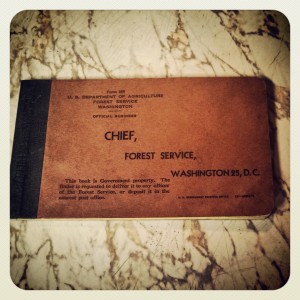 U. S. DEPARTMENT OF AGRICULTURE
FOREST SERVICE
WASHINGTON
OFFICIAL BUSINESS
CHIEF,
FOREST SERVICE,
WASHINGTON 25, D. C.
This book is Government property. The
finder is requested to deliver it to any officer
of the Forest Service, or deposit it in the
nearest post office.